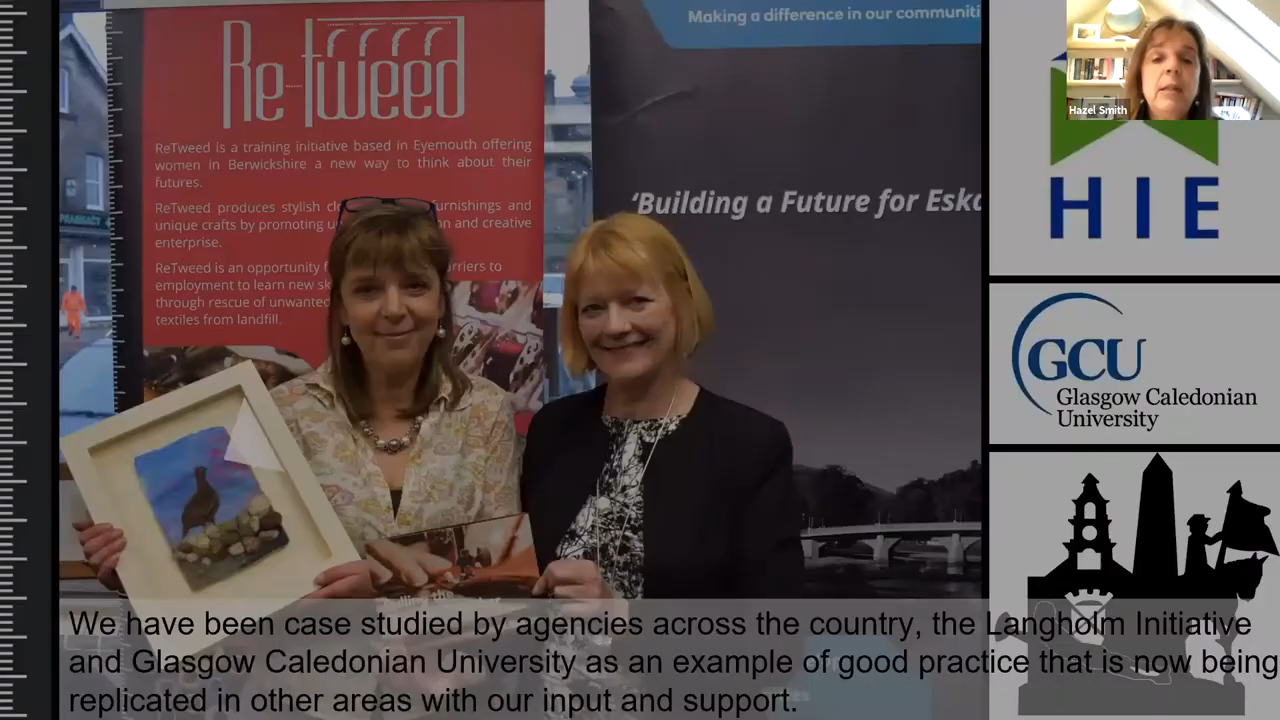 Re-tweed
ReTweed is a training initiative based in Eyemouth offering
women in Berwickshire a new way to think about their
futures.
ReTweed produces stylish furnishings and
unique crafts by promoting and creative
enterprise.
ReTweed is an opportunity to
employment to learn new
through rescue of unwanted
textiles from landfill.
PHARMACY
Making a difference in our
'Building a Future for
Hazel Smith
HIE
GCU
Glasgow Caledonian
University
We have been case studied by agencies across the country, the Langholm Initiative
and Glasgow Caledonian University as an example of good practice that is now being
replicated in other areas with our input and support.